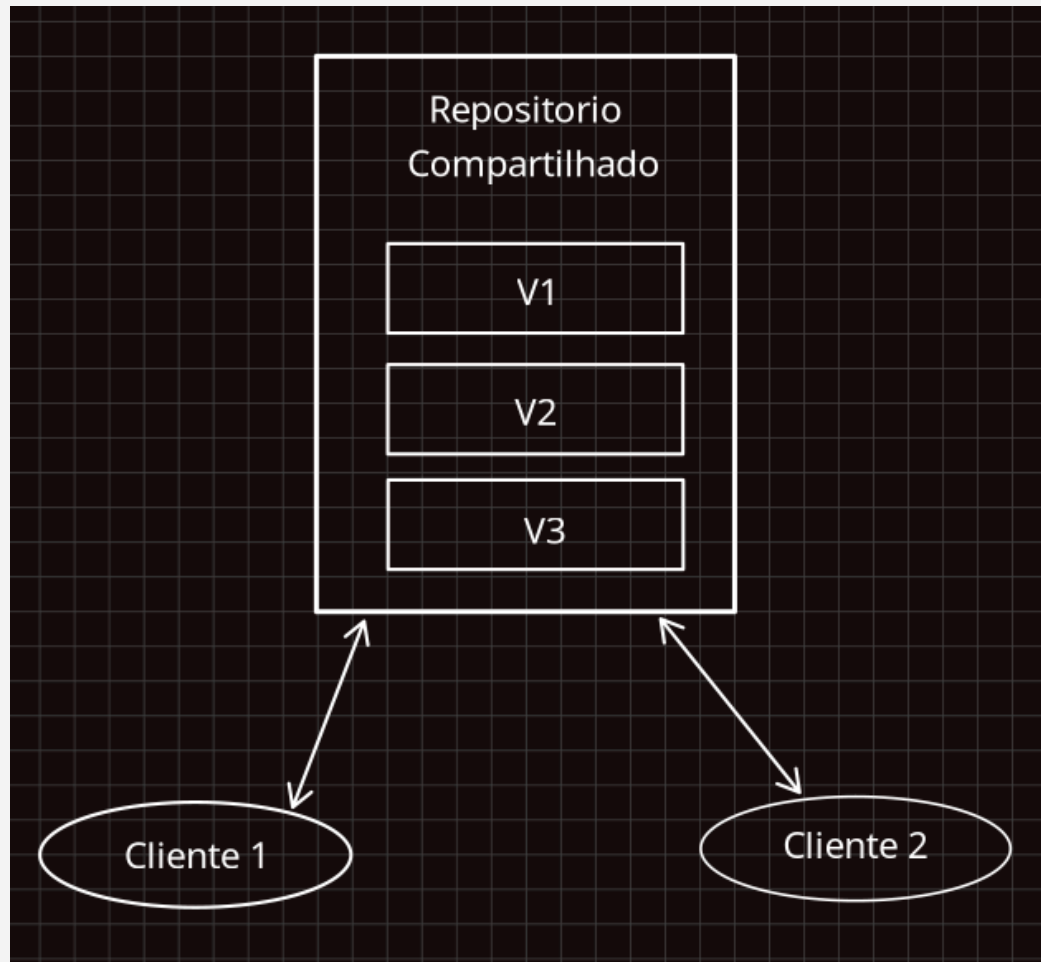 Repositorio
Compartilhado
V1
V2
V3
Cliente 1
Cliente 2